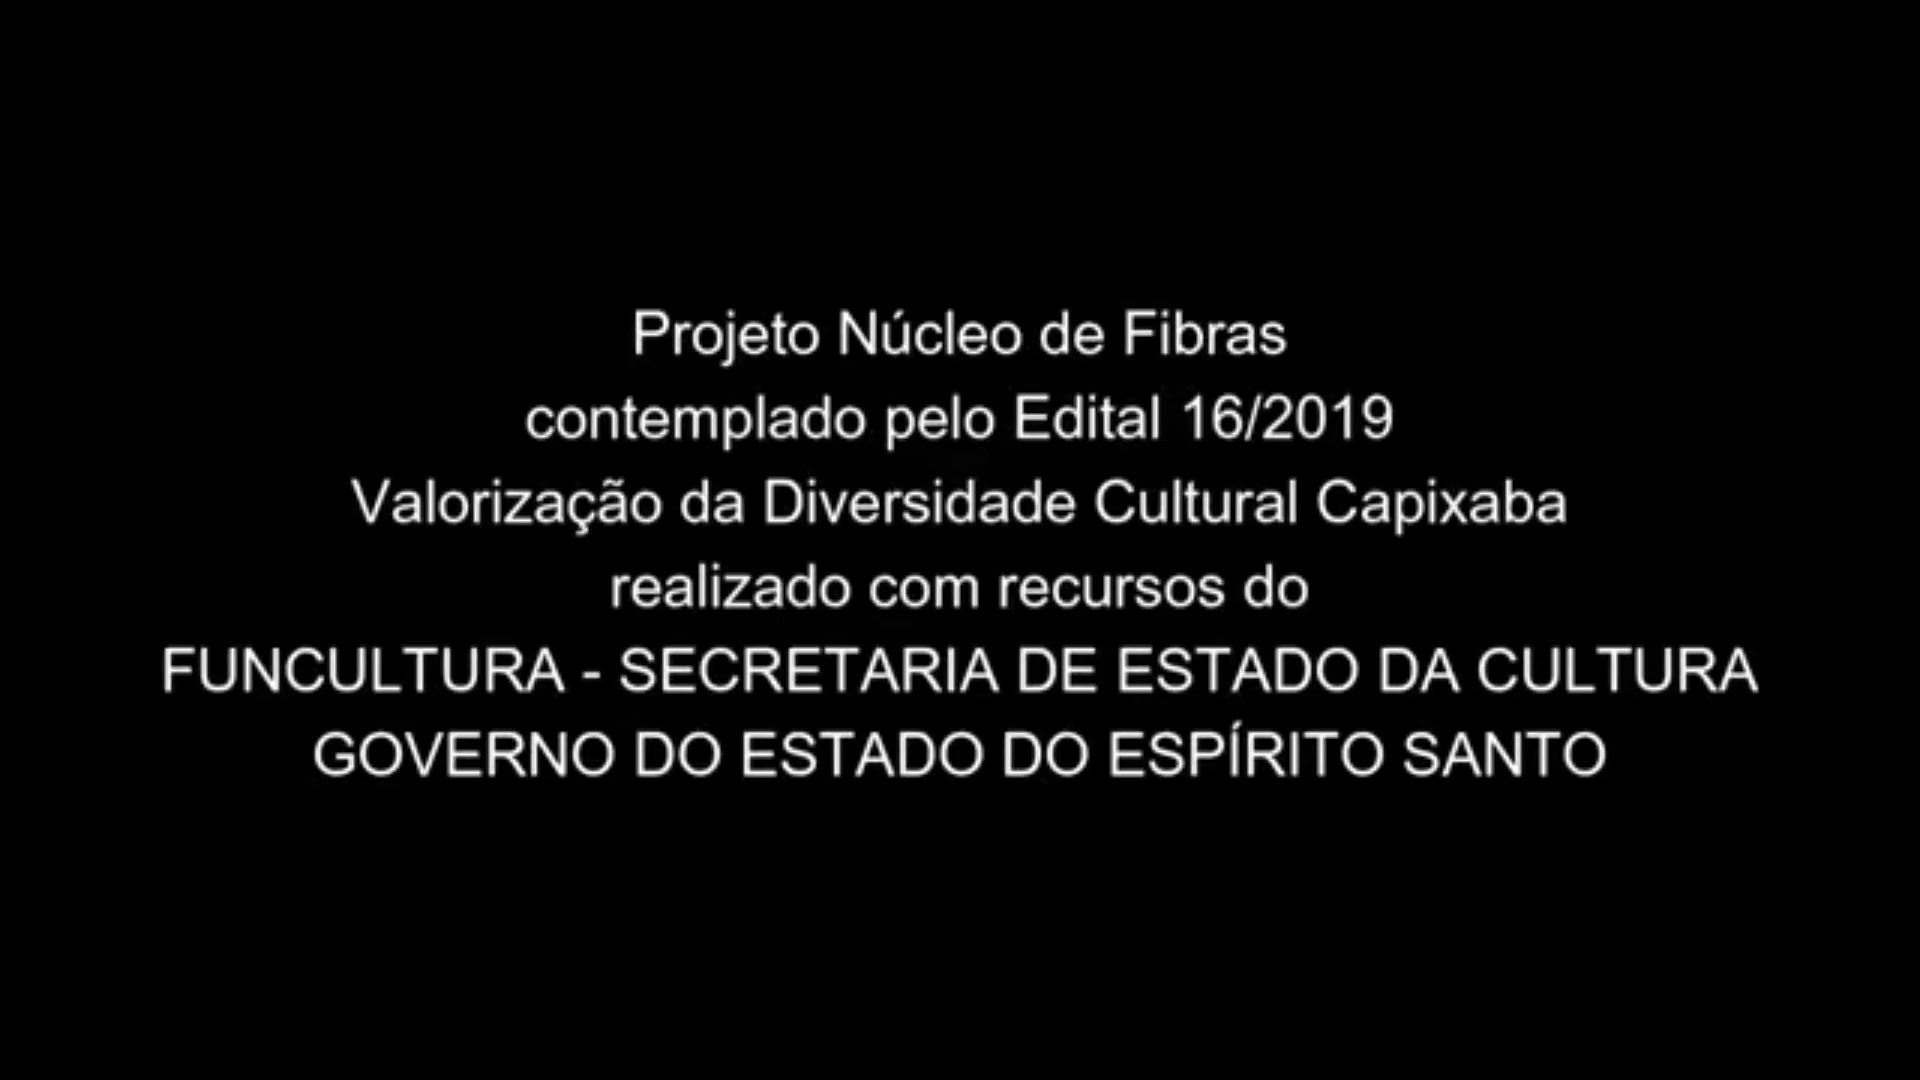 Projeto Núcleo de Fibras
contemplado pelo Edital 16/2019
Valorização da Diversidade Cultural Capixaba
realizado com recursos do
FUNCULTURA - SECRETARIA DE ESTADO DA CULTURA
GOVERNO DO ESTADO DO ESPÍRITO SANTO